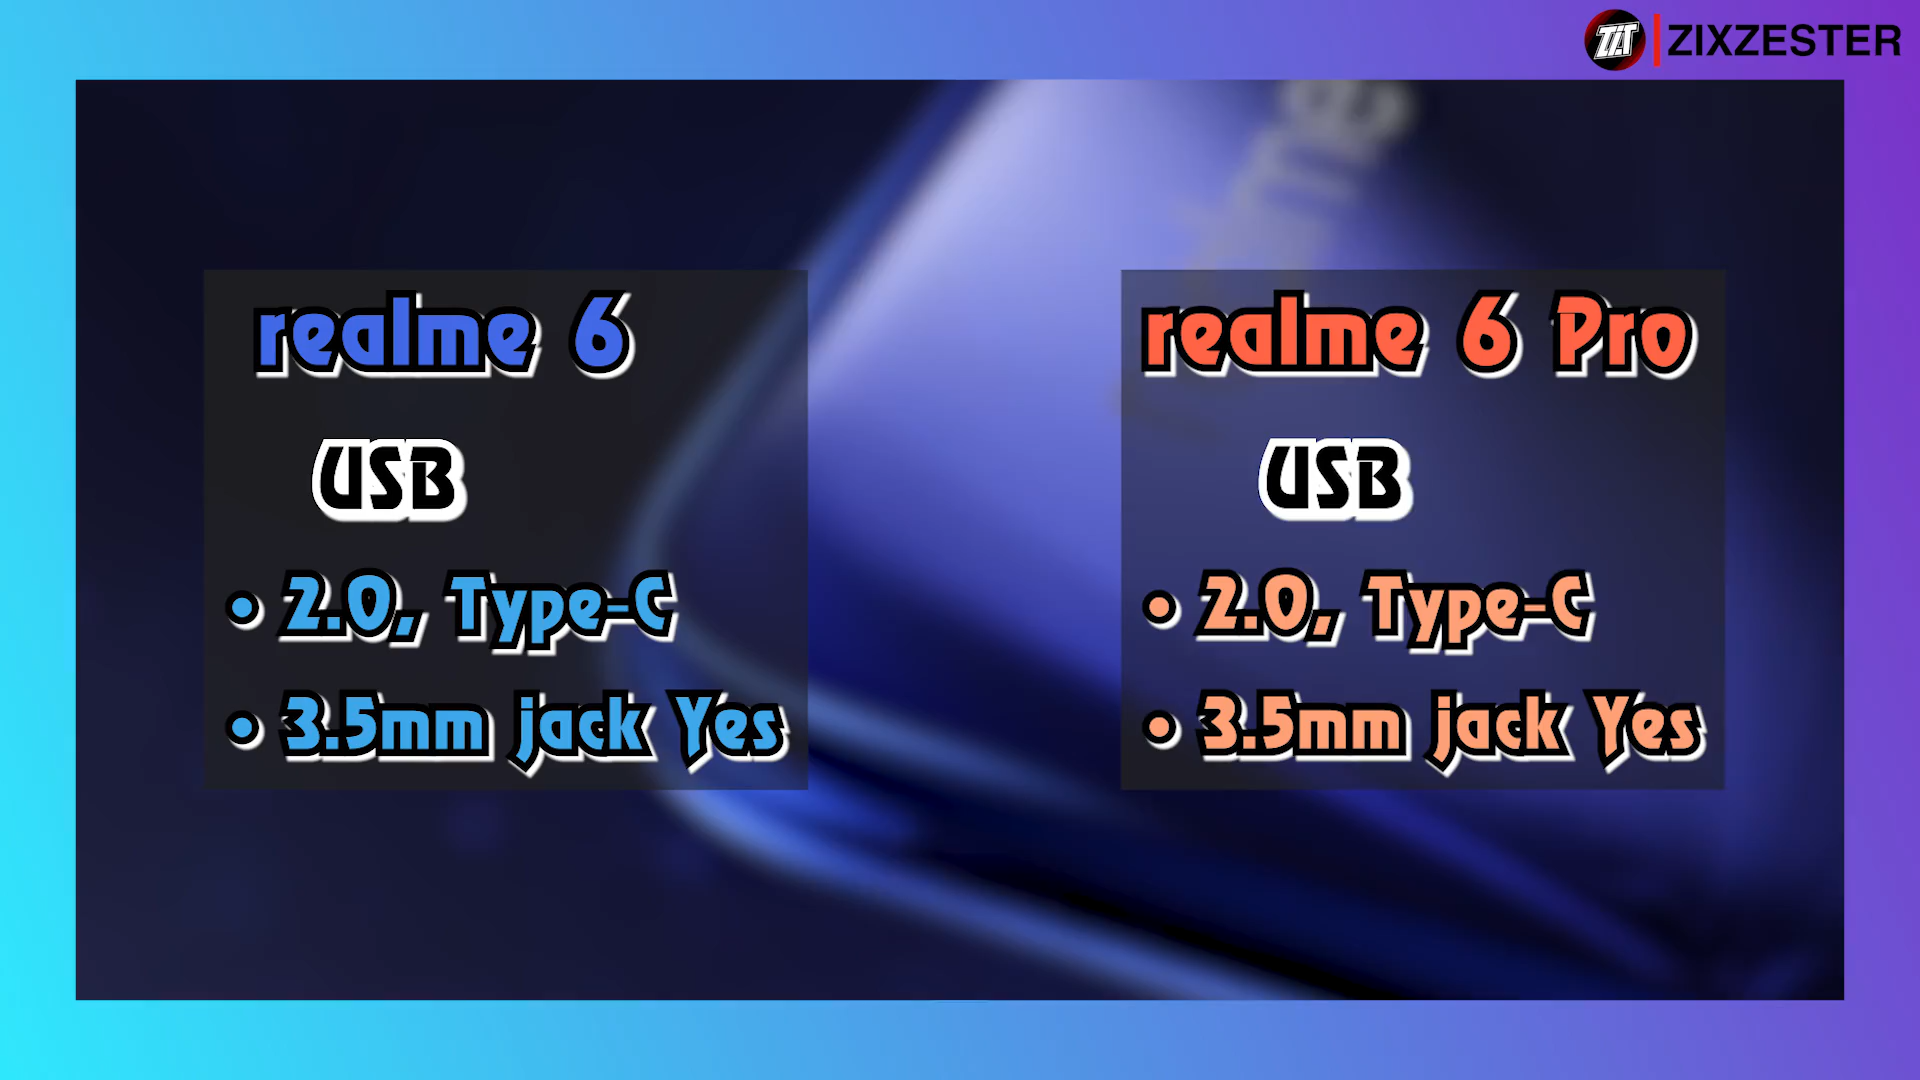 ZIXZESTER
realme 6
USB
• 2.0, Type-C
• 3.5mm jack Yes
realme 6 Pro
USB
• 2.0, Type-C
• 3.5mm jack Yes